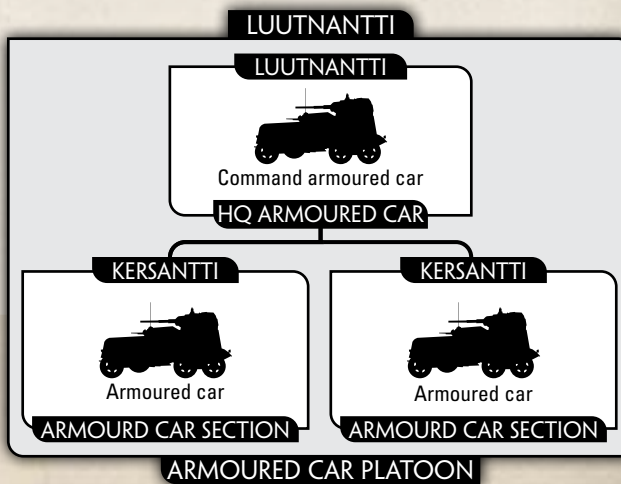 LUUTNANTTI
LUUTNANTTI
Command armoured car
HQ ARMOURED CAR
KERSANTTI
Armoured car
ARMOURD CAR SECTION
KERSANTTI
Armoured car
ARMOURD CAR SECTION
ARMOURED CAR PLATOON